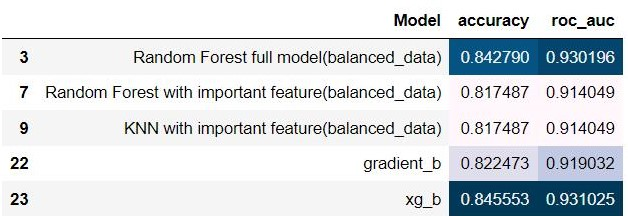 Model accuracy roc_auc
3 Random Forest full model(balanced_data) 0.842790 0.930196
7 Random Forest with important feature(balanced_data) 0.817487 0.914049
9 KNN with important feature(balanced_data) 0.817487 0.914049
22 gradient_b 0.822473 0.919032
23 xg_b 0.845553 0.931025